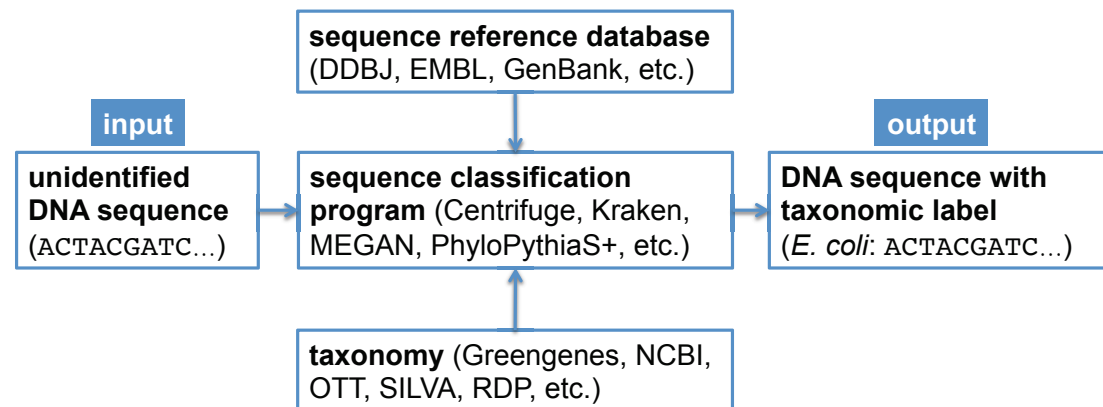 sequence reference database
(DDBJ, EMBL, GenBank, etc.)
input
output
unidentified
DNA sequence
(ACTACGATC...)
sequence classification
program (Centrifuge, Kraken,
MEGAN, PhyloPythiaS+, etc.)
DNA sequence with
taxonomic label
(E. coli: ACTACGATC...)
taxonomy (Greengenes, NCBI,
OTT, SILVA, RDP, etc.)